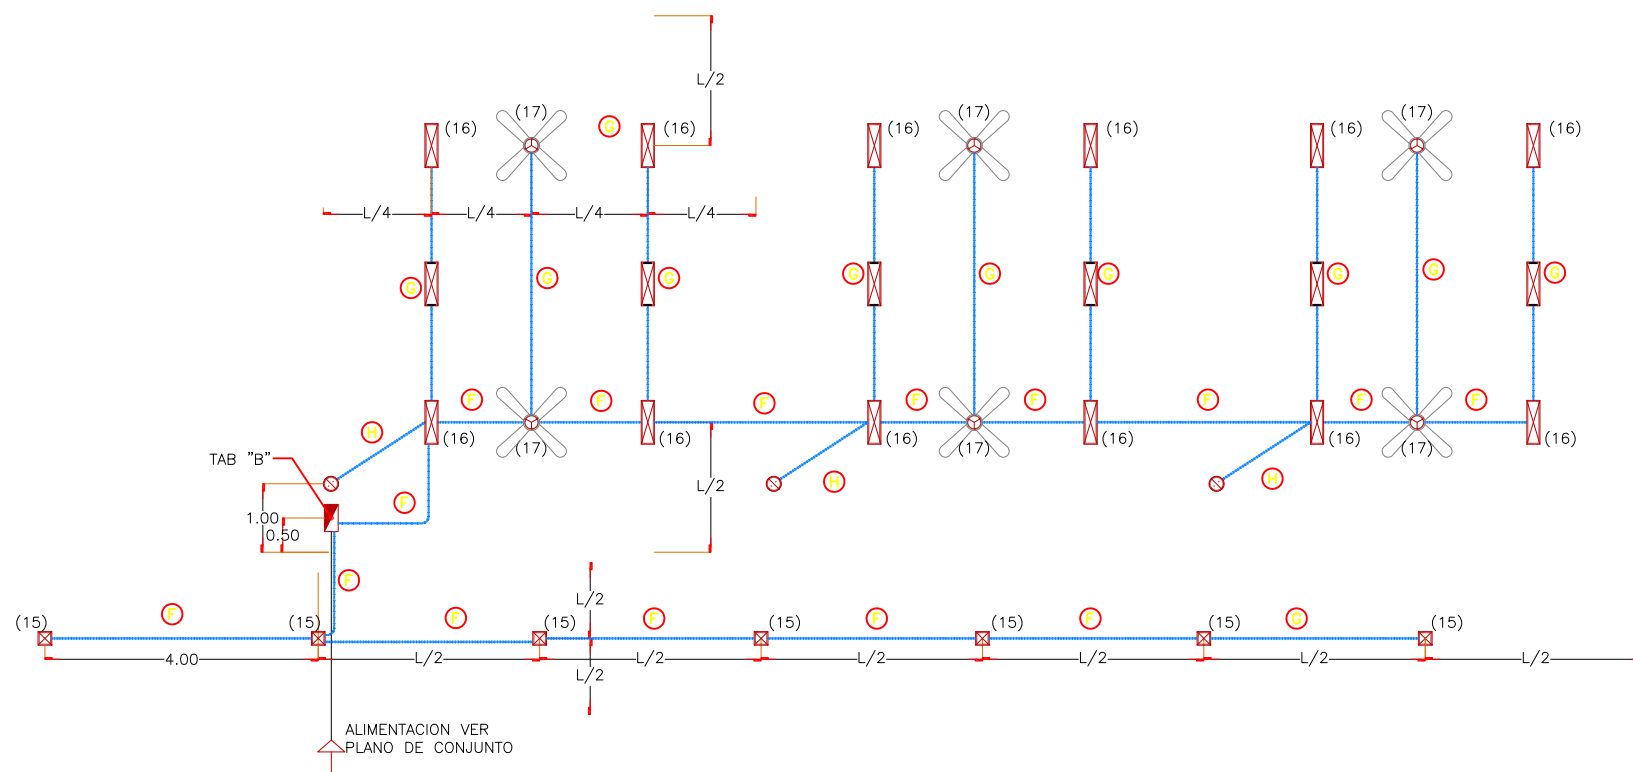 L/2
(17)
(17)
(17)
(16)
G
(16)
(16)
(16)
(16)
(16)
L/4
L/4
L/4
L/4
G
G
G
G
G
G
G
G
G
G
F
F
F
F
F
F
F
F
H
(16)
(17)
(16)
(16)
(17)
(16)
(16)
(17)
(16)
TAB "B"
L/2
H
H
F
1.00
0.50
F
L/2
F
F
F
F
F
G
(15)
(15)
(15)
(15)
(15)
(15)
(15)
4.00
L/2
L/2
L/2
L/2
L/2
L/2
L/2
ALIMENTACION VER
PLANO DE CONJUNTO